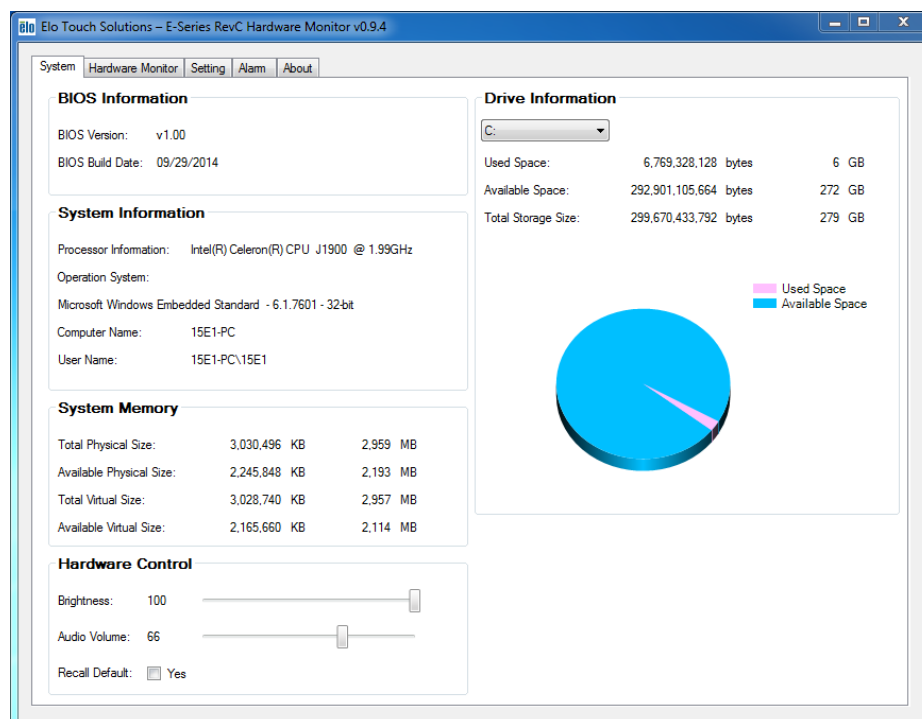 elo Elo Touch Solutions – E-Series RevC Hardware Monitor v0.9.4
System Hardware Monitor Setting Alarm About
BIOS Information
BIOS Version: v1.00
BIOS Build Date: 09/29/2014
System Information
Processor Information: Intel(R) Celeron(R) CPU J1900 @ 1.99GHz
Operation System:
Microsoft Windows Embedded Standard - 6.1.7601 - 32-bit
Computer Name: 15E1-PC
User Name: 15E1-PC\15E1
System Memory
Total Physical Size: 3,030,496 KB 2,959 MB
Available Physical Size: 2,245,848 KB 2,193 MB
Total Virtual Size: 3,028,740 KB 2,957 MB
Available Virtual Size: 2,165,660 KB 2,114 MB
Hardware Control
Brightness: 100
Audio Volume: 66
Recall Default: Yes
Drive Information
C:
Used Space: 6,769,328,128 bytes 6 GB
Available Space: 292,901,105,664 bytes 272 GB
Total Storage Size: 299,670,433,792 bytes 279 GB
Used Space
Available Space